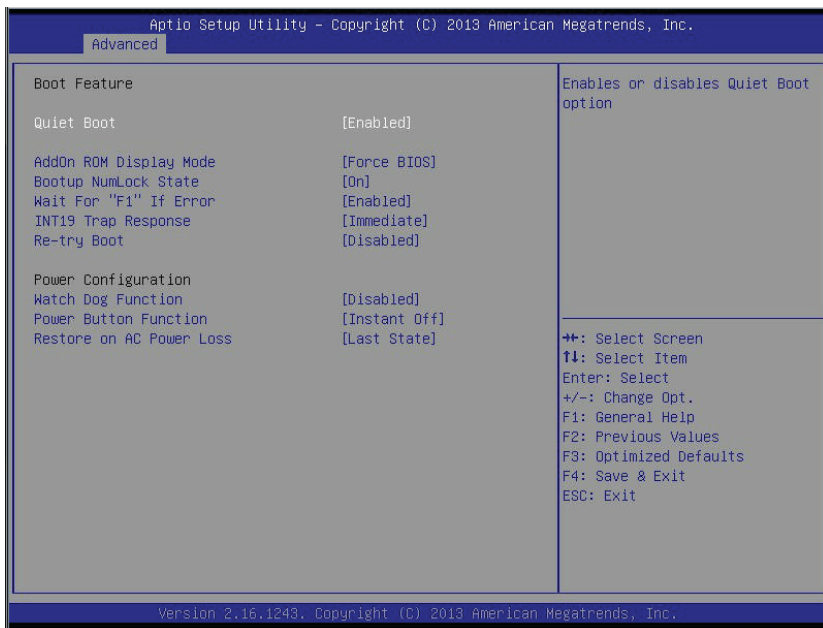 Aptio Setup Utility – Copyright (C) 2013 American Megatrends, Inc.
Advanced
Boot Feature
Quiet Boot [Enabled]
AddOn ROM Display Mode [Force BIOS]
Bootup NumLock State [On]
Wait For "F1" If Error [Enabled]
INT19 Trap Response [Immediate]
Re-try Boot [Disabled]
Power Configuration
Watch Dog Function [Disabled]
Power Button Function [Instant Off]
Restore on AC Power Loss [Last State]
Enables or disables Quiet Boot
option
→←: Select Screen
↑↓: Select Item
Enter: Select
+/-: Change Opt.
F1: General Help
F2: Previous Values
F3: Optimized Defaults
F4: Save & Exit
ESC: Exit
Version 2.16.1243. Copyright (C) 2013 American Megatrends, Inc.